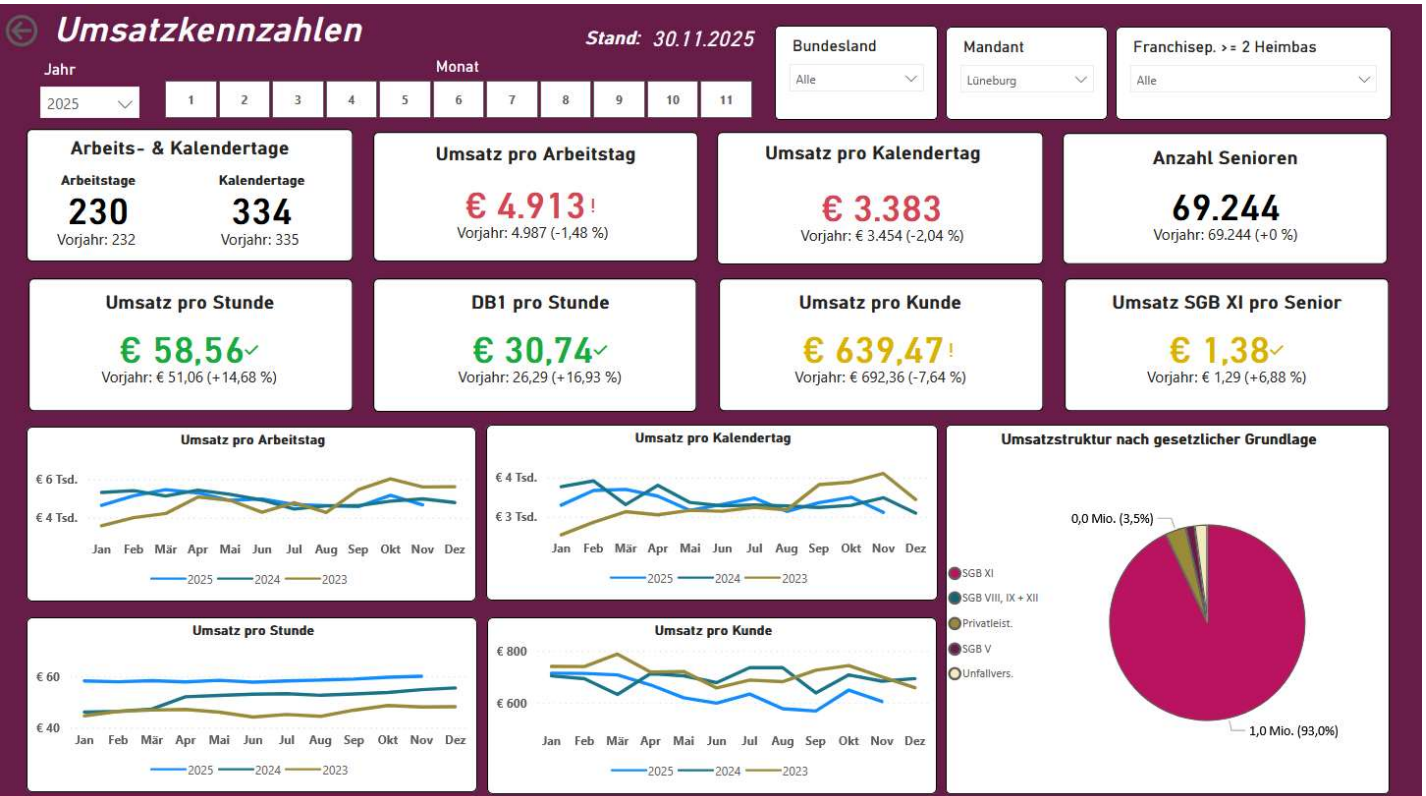 Umsatzkennzahlen
Stand: 30.11.2025
Jahr
2025
Monat
1 2 3 4 5 6 7 8 9 10 11
Bundesland
Alle
Mandant
Lüneburg
Franchisep. >= 2 Heimbas
Alle
Arbeits- & Kalendertage
Arbeitstage Kalendertage
230 334
Vorjahr: 232 Vorjahr: 335
Umsatz pro Arbeitstag
€ 4.913!
Vorjahr: 4.987 (-1,48 %)
Umsatz pro Kalendertag
€ 3.383
Vorjahr: € 3.454 (-2,04 %)
Anzahl Senioren
69.244
Vorjahr: 69.244 (+0 %)
Umsatz pro Stunde
€ 58,56✓
Vorjahr: € 51,06 (+14,68 %)
DB1 pro Stunde
€ 30,74✓
Vorjahr: 26,29 (+16,93 %)
Umsatz pro Kunde
€ 639,47!
Vorjahr: € 692,36 (-7,64 %)
Umsatz SGB XI pro Senior
€ 1,38✓
Vorjahr: € 1,29 (+6,88 %)
Umsatz pro Arbeitstag
€ 6 Tsd.
€ 4 Tsd.
Jan Feb Mär Apr Mai Jun Jul Aug Sep Okt Nov Dez
2025 2024 2023
Umsatz pro Kalendertag
€ 4 Tsd.
€ 3 Tsd.
Jan Feb Mär Apr Mai Jun Jul Aug Sep Okt Nov Dez
2025 2024 2023
Umsatzstruktur nach gesetzlicher Grundlage
0,0 Mio. (3,5%)
SGB XI
SGB VIII, IX + XII
Privatleist.
SGB V
Unfallvers.
1,0 Mio. (93,0%)
Umsatz pro Stunde
€ 60
€ 40
Jan Feb Mär Apr Mai Jun Jul Aug Sep Okt Nov Dez
2025 2024 2023
Umsatz pro Kunde
€ 800
€ 600
Jan Feb Mär Apr Mai Jun Jul Aug Sep Okt Nov Dez
2025 2024 2023